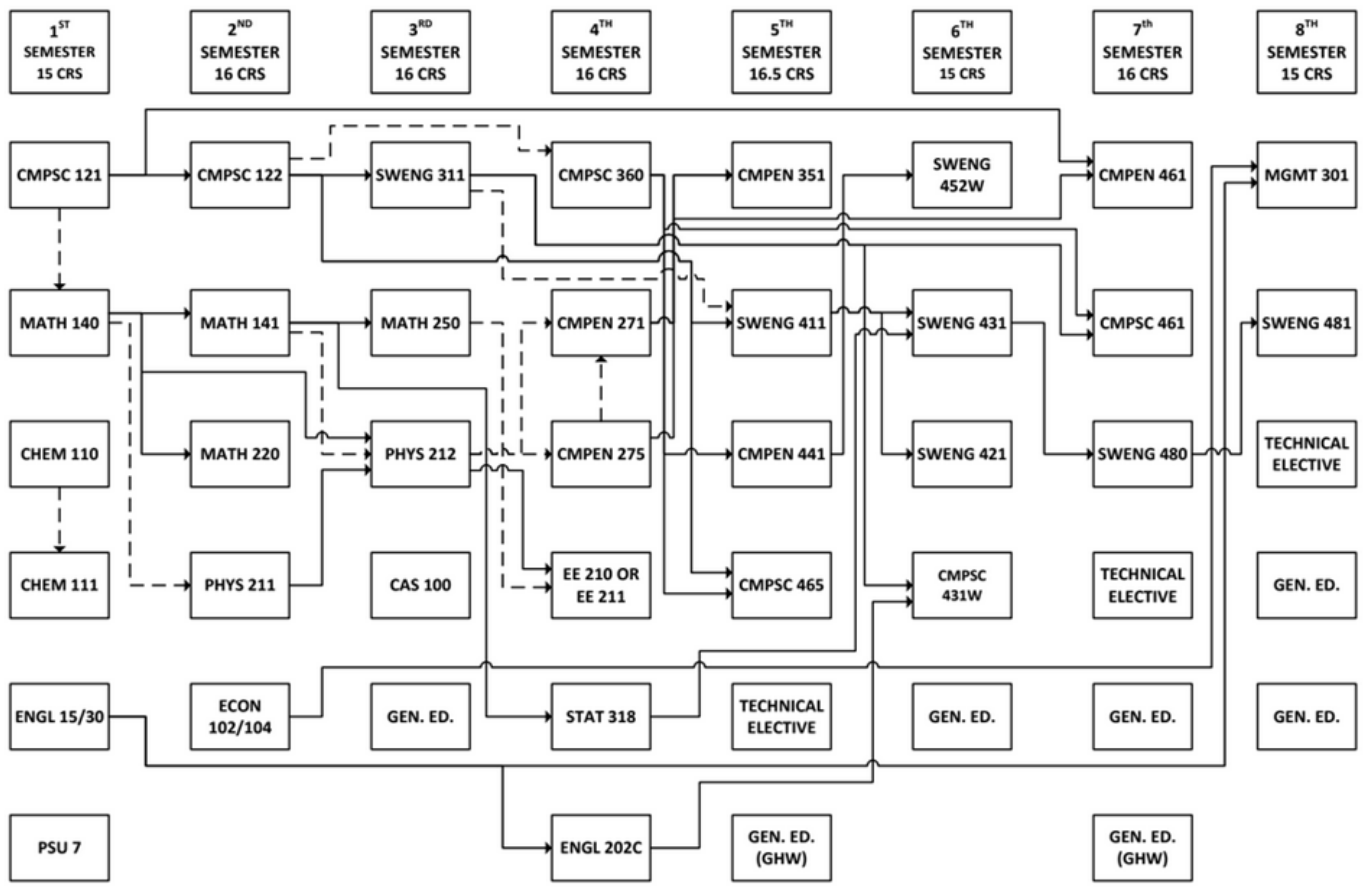 1ST
SEMESTER
15 CRS
2ND
SEMESTER
16 CRS
3RD
SEMESTER
16 CRS
4TH
SEMESTER
16 CRS
5TH
SEMESTER
16.5 CRS
6TH
SEMESTER
15 CRS
7th
SEMESTER
16 CRS
8TH
SEMESTER
15 CRS
CMPSC 121
CMPSC 122
SWENG 311
CMPSC 360
CMPEN 351
SWENG
452W
CMPEN 461
MGMT 301
MATH 140
MATH 141
MATH 250
CMPEN 271
SWENG 411
SWENG 431
CMPSC 461
SWENG 481
CHEM 110
MATH 220
PHYS 212
CMPEN 275
CMPEN 441
SWENG 421
SWENG 480
TECHNICAL
ELECTIVE
CHEM 111
PHYS 211
CAS 100
EE 210 OR
EE 211
CMPSC 465
CMPSC
431W
TECHNICAL
ELECTIVE
GEN. ED.
ENGL 15/30
ECON
102/104
GEN. ED.
STAT 318
TECHNICAL
ELECTIVE
GEN. ED.
GEN. ED.
GEN. ED.
PSU 7
ENGL 202C
GEN. ED.
(GHW)
GEN. ED.
(GHW)